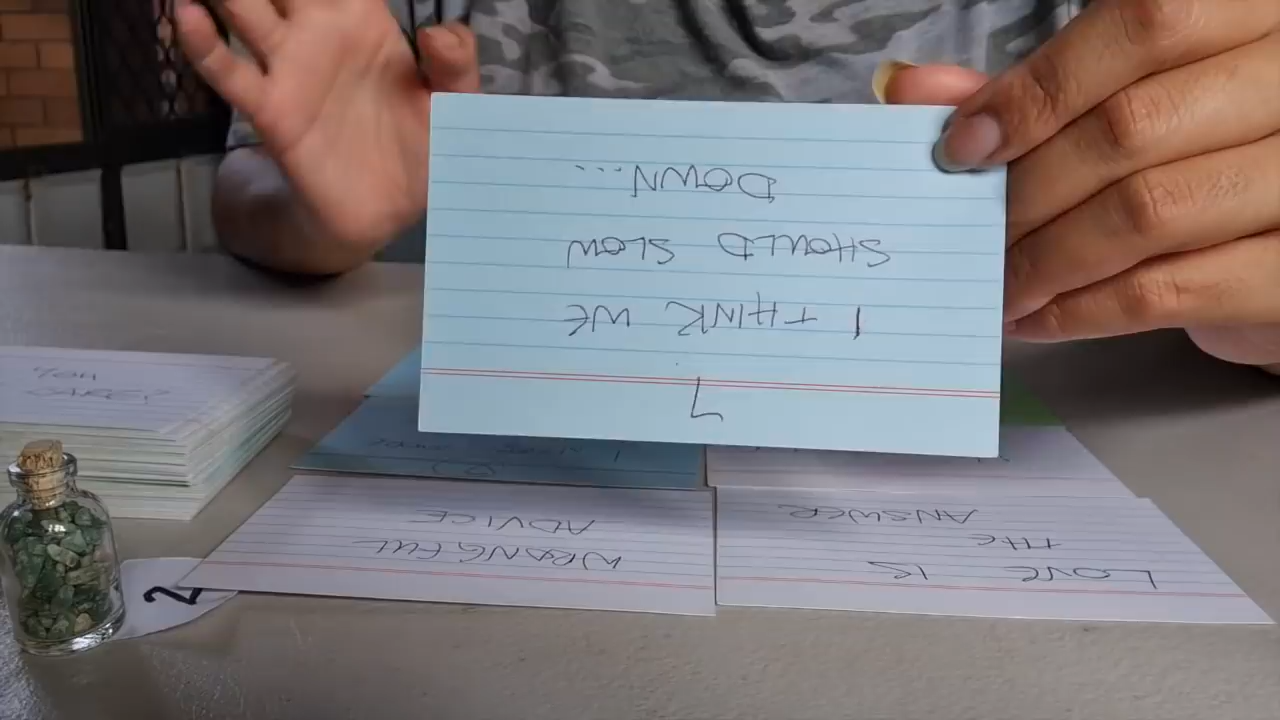 7
I THINK WE
SHOULD SLOW
DOWN...
WRONGFUL
ADVICE
LOVE IS
THE
ANSWER
2